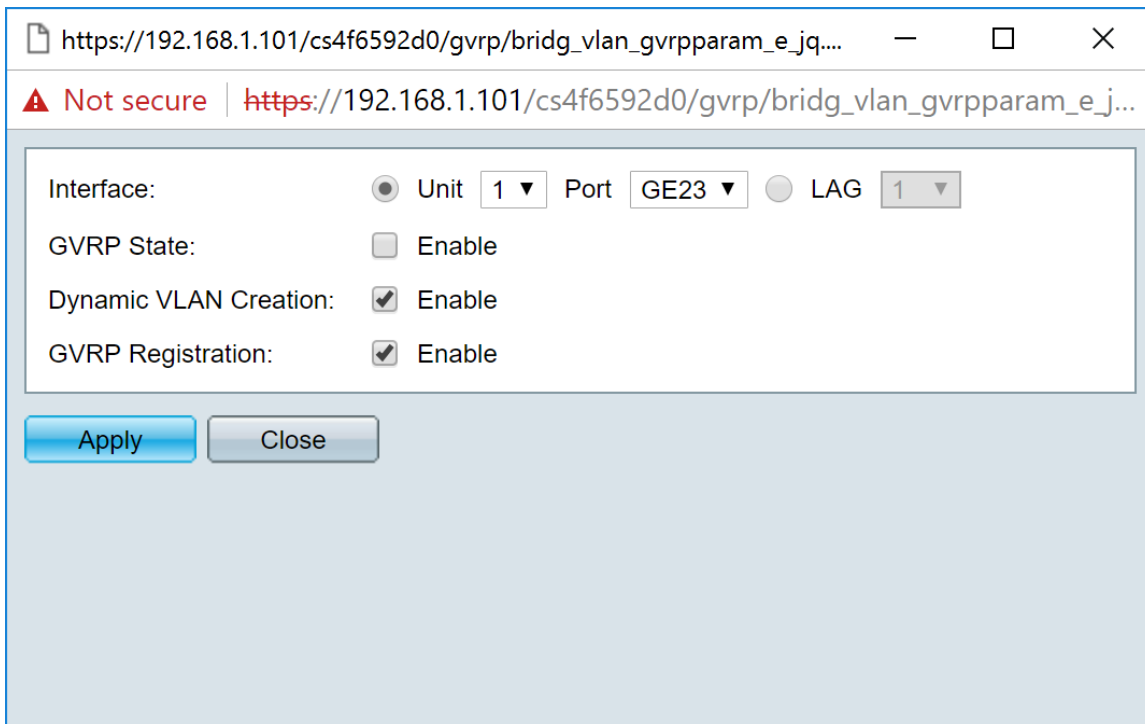 https://192.168.1.101/cs4f6592d0/gvrp/bridg_vlan_gvrpparam_e_jq....
Not secure https://192.168.1.101/cs4f6592d0/gvrp/bridg_vlan_gvrpparam_e_j...
Interface: Unit 1 Port GE23 LAG 1
GVRP State: Enable
Dynamic VLAN Creation: Enable
GVRP Registration: Enable
Apply Close